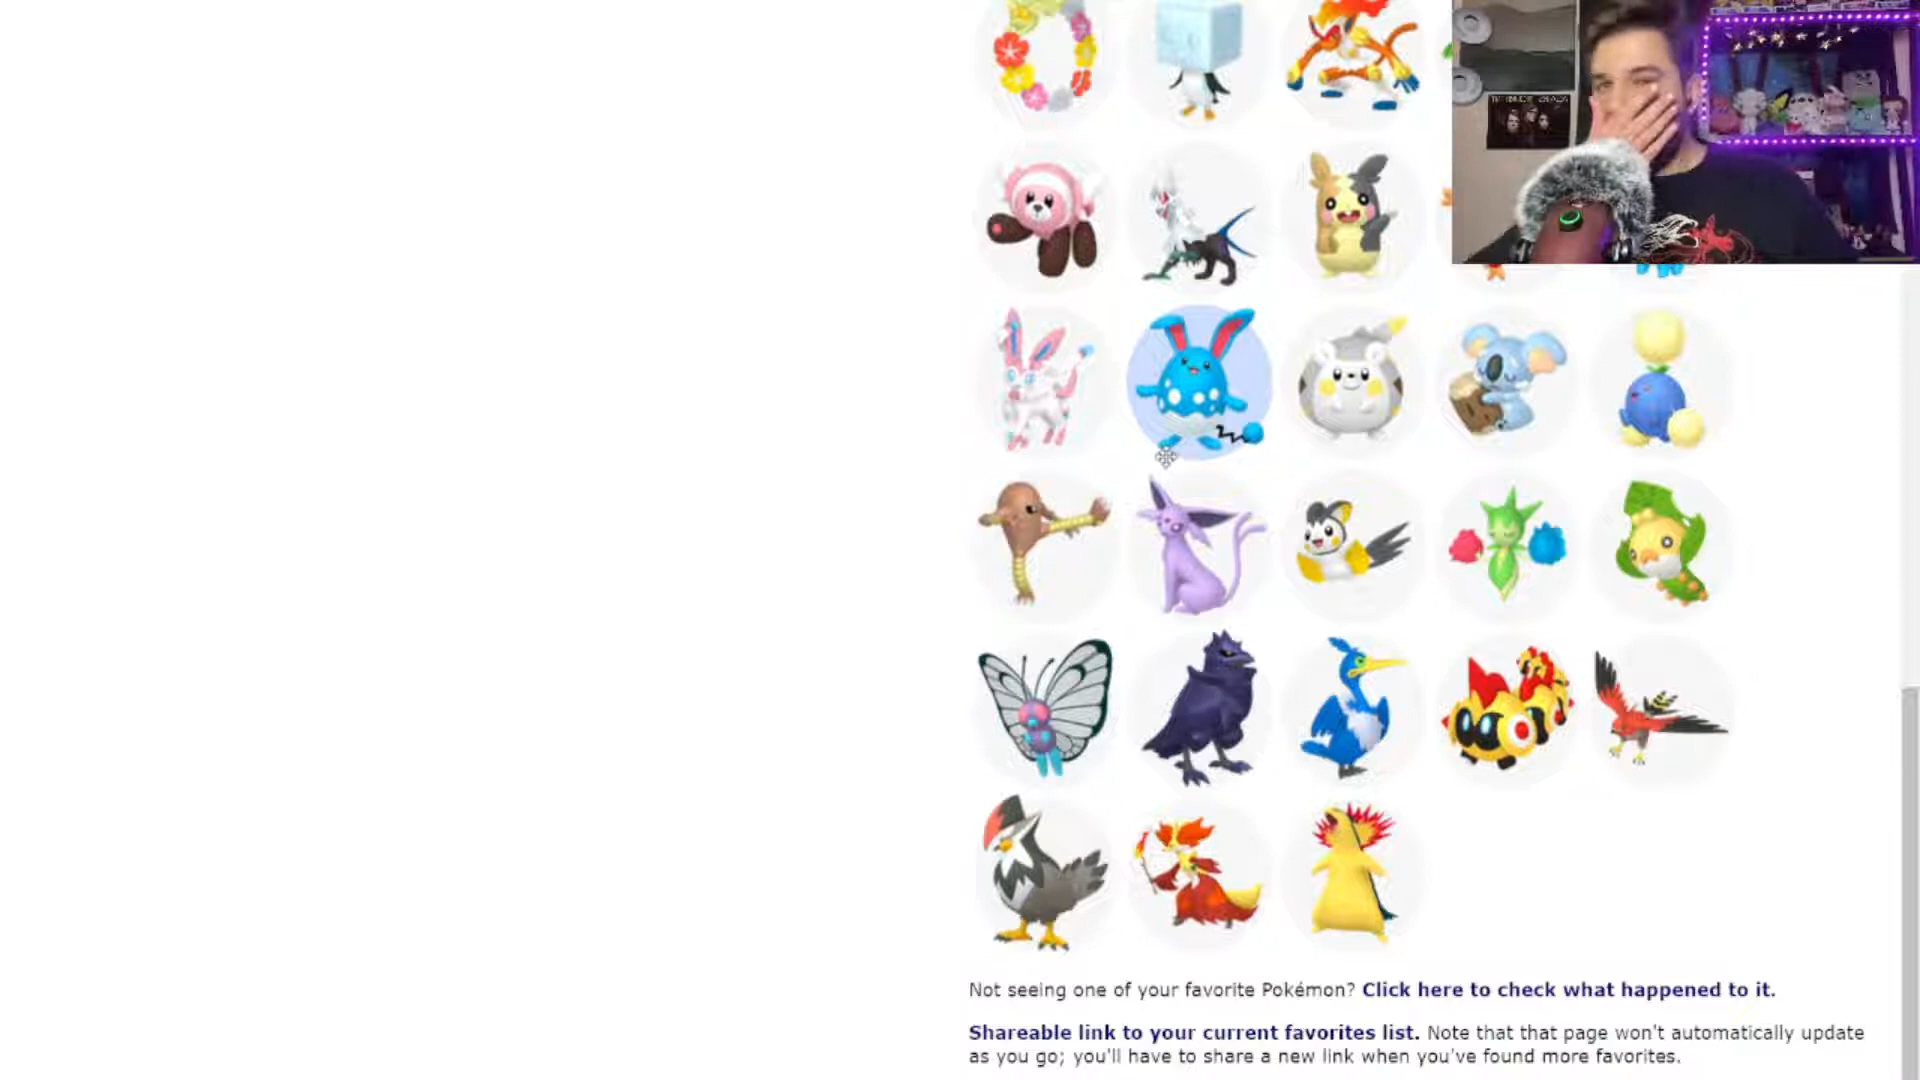 Not seeing one of your favorite Pokémon? Click here to check what happened to it.
Shareable link to your current favorites list. Note that that page won't automatically update
as you go; you'll have to share a new link when you've found more favorites.